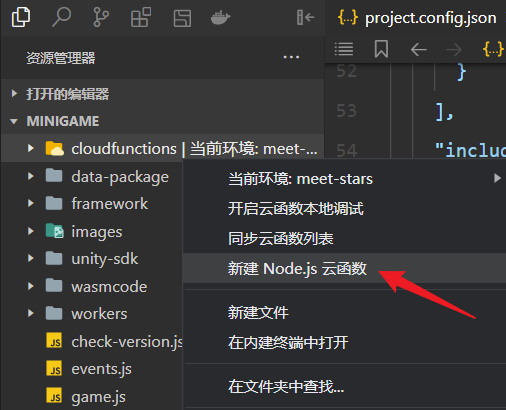 project.config.json
资源管理器
打开的编辑器
MINIGAME
cloudfunctions | 当前环境: meet-...
data-package
framework
images
unity-sdk
wasmcode
workers
check-version.js
events.js
game.js
52 }
53 ],
54 "includ
当前环境: meet-stars
开启云函数本地调试
同步云函数列表
新建 Node.js 云函数
新建文件
在内建终端中打开
在文件夹中查找...